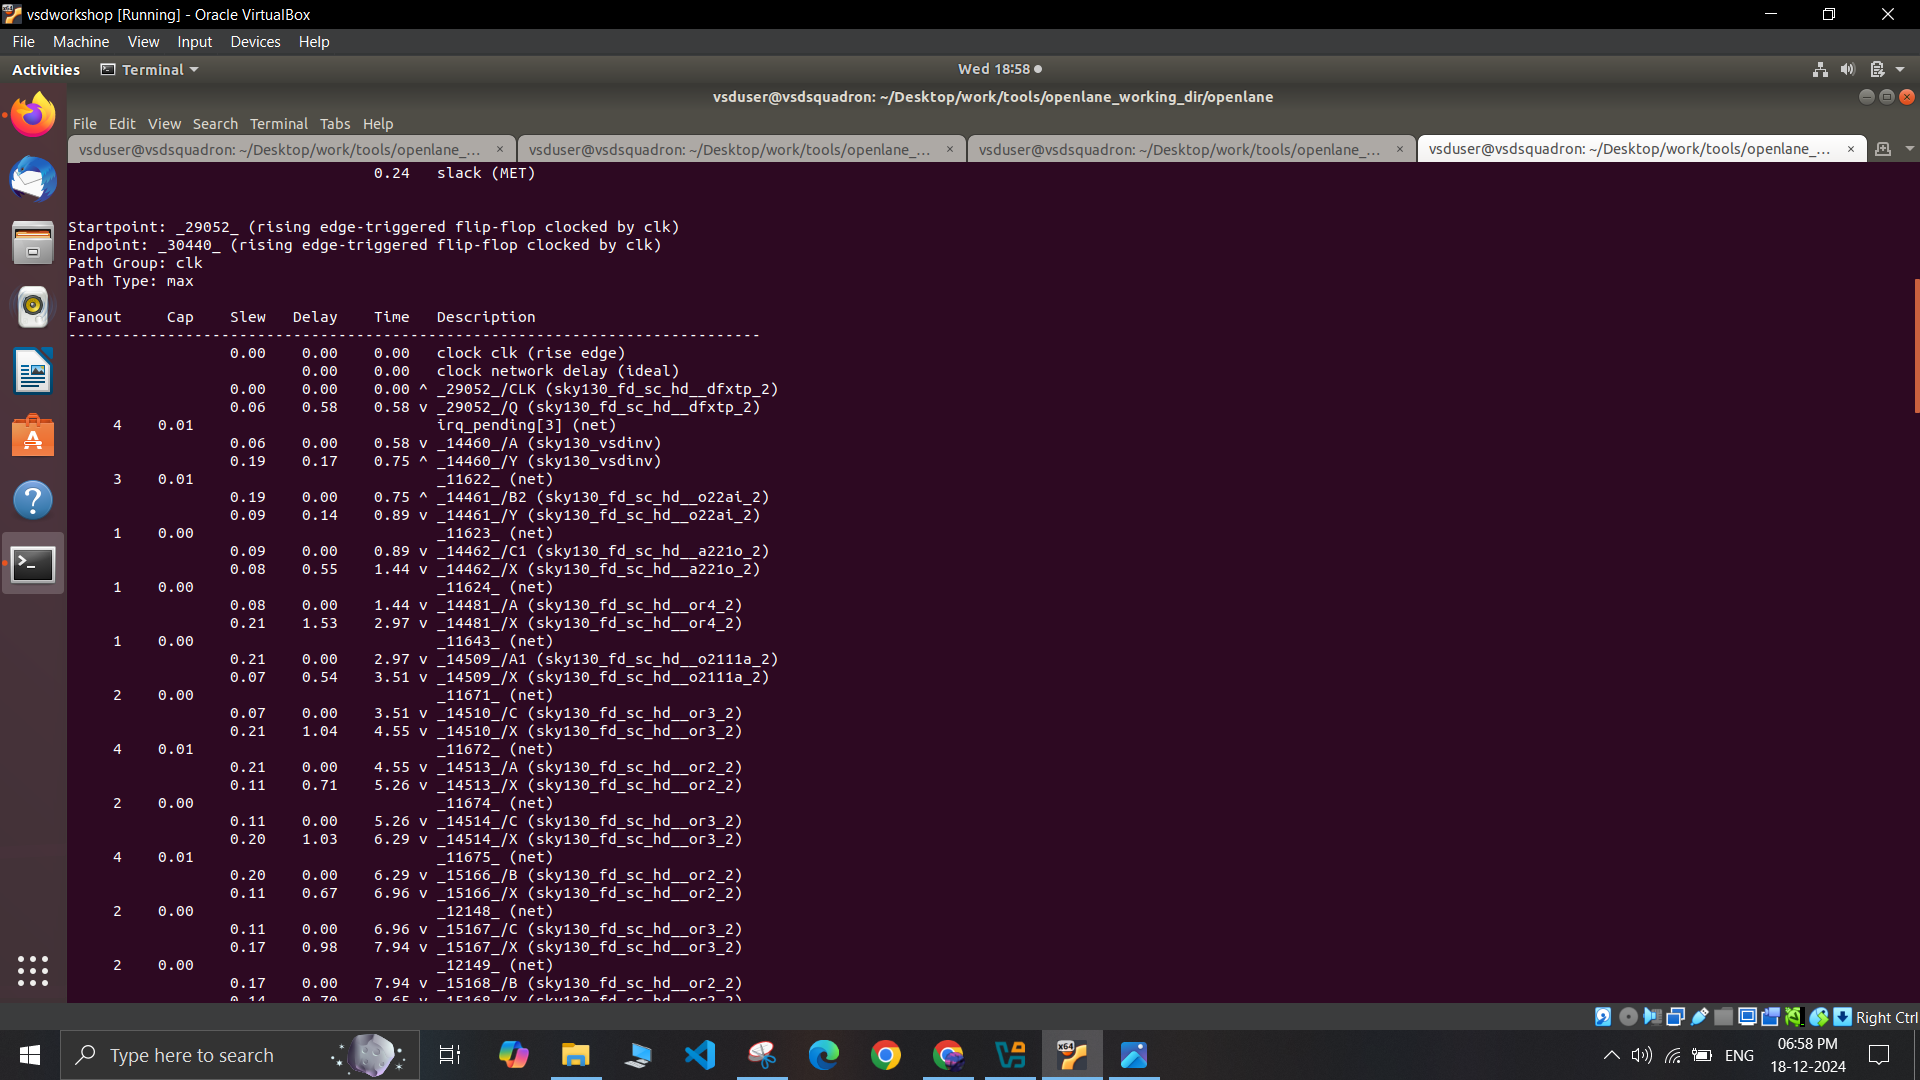 vsdworkshop [Running] - Oracle VirtualBox
File Machine View Input Devices Help
Activities Terminal Wed 18:58
vsduser@vsdsquadron: ~/Desktop/work/tools/openlane_working_dir/openlane
File Edit View Search Terminal Tabs Help
vsduser@vsdsquadron: ~/Desktop/work/tools/openlane_... × vsduser@vsdsquadron: ~/Desktop/work/tools/openlane_... × vsduser@vsdsquadron: ~/Desktop/work/tools/openlane_... × vsduser@vsdsquadron: ~/Desktop/work/tools/openlane_... ×
0.24 slack (MET)
Startpoint: _29052_ (rising edge-triggered flip-flop clocked by clk)
Endpoint: _30440_ (rising edge-triggered flip-flop clocked by clk)
Path Group: clk
Path Type: max
Fanout Cap Slew Delay Time Description
-----------------------------------------------------------------------------
0.00 0.00 0.00 clock clk (rise edge)
0.00 0.00 clock network delay (ideal)
0.00 0.00 0.00 ^ _29052_/CLK (sky130_fd_sc_hd__dfxtp_2)
0.06 0.58 0.58 v _29052_/Q (sky130_fd_sc_hd__dfxtp_2)
4 0.01 irq_pending[3] (net)
0.06 0.00 0.58 v _14460_/A (sky130_vsdinv)
0.19 0.17 0.75 ^ _14460_/Y (sky130_vsdinv)
3 0.01 _11622_ (net)
0.19 0.00 0.75 ^ _14461_/B2 (sky130_fd_sc_hd__o22ai_2)
0.09 0.14 0.89 v _14461_/Y (sky130_fd_sc_hd__o22ai_2)
1 0.00 _11623_ (net)
0.09 0.00 0.89 v _14462_/C1 (sky130_fd_sc_hd__a221o_2)
0.08 0.55 1.44 v _14462_/X (sky130_fd_sc_hd__a221o_2)
1 0.00 _11624_ (net)
0.08 0.00 1.44 v _14481_/A (sky130_fd_sc_hd__or4_2)
0.21 1.53 2.97 v _14481_/X (sky130_fd_sc_hd__or4_2)
1 0.00 _11643_ (net)
0.21 0.00 2.97 v _14509_/A1 (sky130_fd_sc_hd__o2111a_2)
0.07 0.54 3.51 v _14509_/X (sky130_fd_sc_hd__o2111a_2)
2 0.00 _11671_ (net)
0.07 0.00 3.51 v _14510_/C (sky130_fd_sc_hd__or3_2)
0.21 1.04 4.55 v _14510_/X (sky130_fd_sc_hd__or3_2)
4 0.01 _11672_ (net)
0.21 0.00 4.55 v _14513_/A (sky130_fd_sc_hd__or2_2)
0.11 0.71 5.26 v _14513_/X (sky130_fd_sc_hd__or2_2)
2 0.00 _11674_ (net)
0.11 0.00 5.26 v _14514_/C (sky130_fd_sc_hd__or3_2)
0.20 1.03 6.29 v _14514_/X (sky130_fd_sc_hd__or3_2)
4 0.01 _11675_ (net)
0.20 0.00 6.29 v _15166_/B (sky130_fd_sc_hd__or2_2)
0.11 0.67 6.96 v _15166_/X (sky130_fd_sc_hd__or2_2)
2 0.00 _12148_ (net)
0.11 0.00 6.96 v _15167_/C (sky130_fd_sc_hd__or3_2)
0.17 0.98 7.94 v _15167_/X (sky130_fd_sc_hd__or3_2)
2 0.00 _12149_ (net)
0.17 0.00 7.94 v _15168_/B (sky130_fd_sc_hd__or2_2)
0.14 0.70 8.65 v _15168_/X (sky130_fd_sc_hd__or2_2)
Right Ctrl
Type here to search
ENG
06:58 PM
18-12-2024